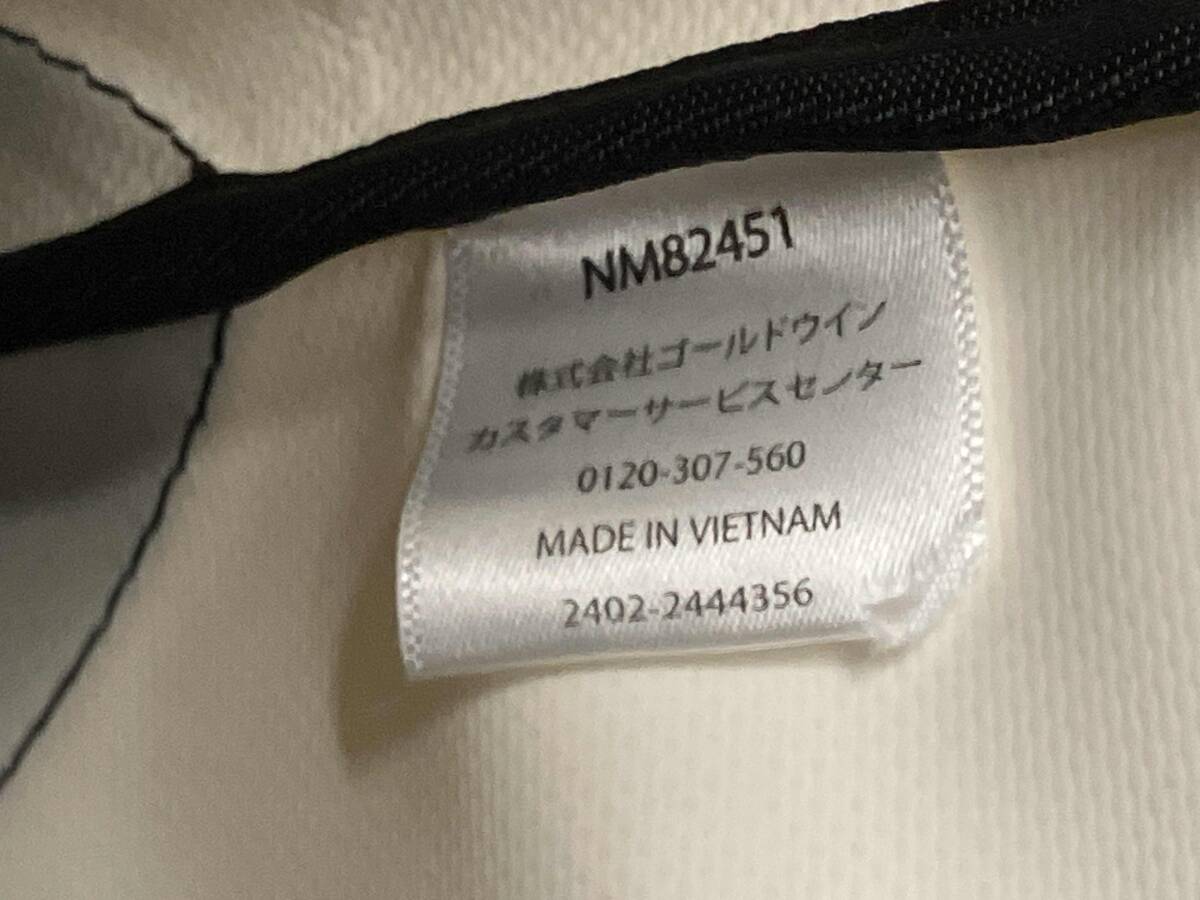 NM82451
株式会社ゴールドウイン
カスタマーサービスセンター
0120-307-560
MADE IN VIETNAM
2402-2444356